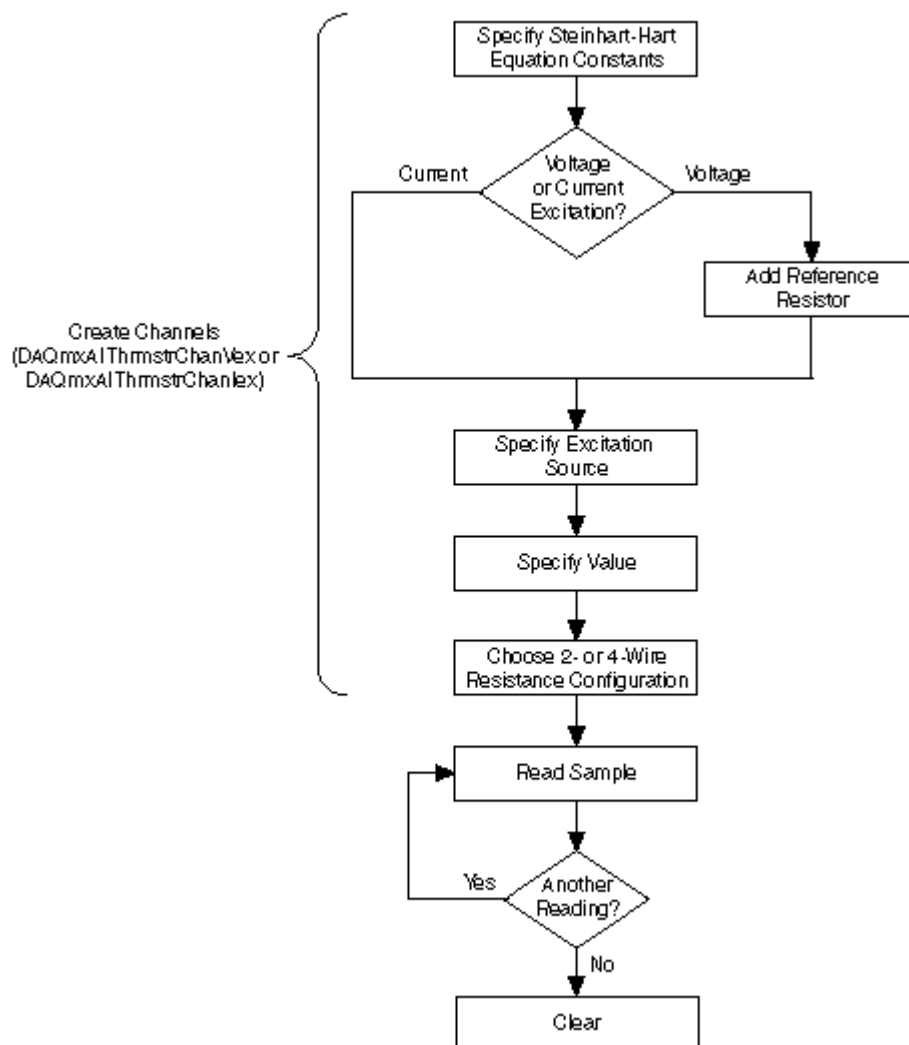 Specify Steinhart-Hart
Equation Constants
Current
Voltage
or Current
Excitation?
Voltage
Add Reference
Resistor
Create Channels
(DAQmxAIThrmstrChanVex or
DAQmxAIThrmstrChanIex)
Specify Excitation
Source
Specify Value
Choose 2- or 4-Wire
Resistance Configuration
Read Sample
Yes
Another
Reading?
No
Clear